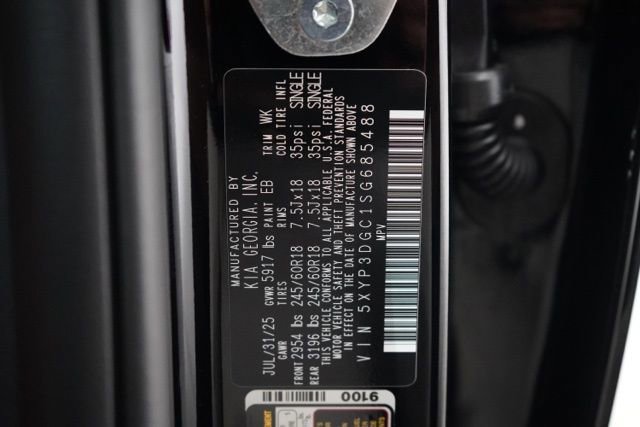 MANUFACTURED BY
KIA GEORGIA, INC.
JUL/31/25 GVWR 5917 lbs PAINT EB TRIM WK
GAWR TIRES RIMS COLD TIRE INFL
FRONT 2954 lbs 245/60R18 7.5Jx18 35psi SINGLE
REAR 3196 lbs 245/60R18 7.5Jx18 35psi SINGLE
THIS VEHICLE CONFORMS TO ALL APPLICABLE U.S.A. FEDERAL
MOTOR VEHICLE SAFETY AND THEFT PREVENTION STANDARDS
IN EFFECT ON THE DATE OF MANUFACTURE SHOWN ABOVE
VIN 5XYP3DGC1SG685488
MPV
9100